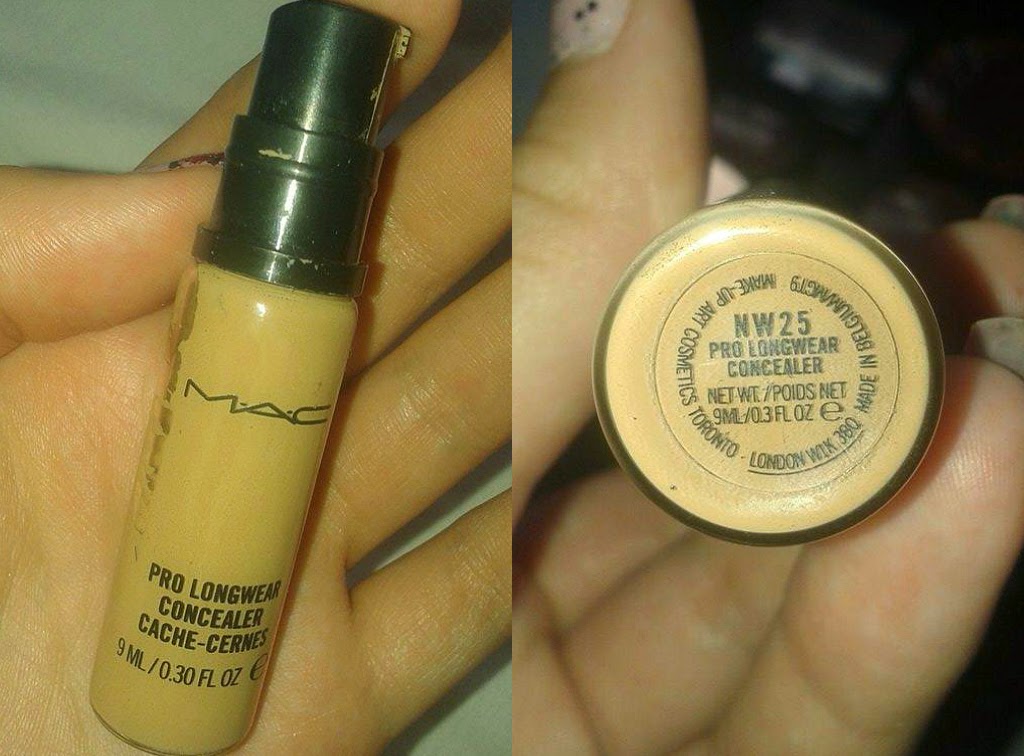 M·A·C
PRO LONGWEAR
CONCEALER
CACHE-CERNES
9 ML/0.30 FL OZ e
NW25
PRO LONGWEAR
CONCEALER
NET WT./POIDS NET
9ML/0.3 FL OZ e
MAKE-UP ART COSMETICS TORONTO - LONDON W1K 3BQ MADE IN BELGIUM